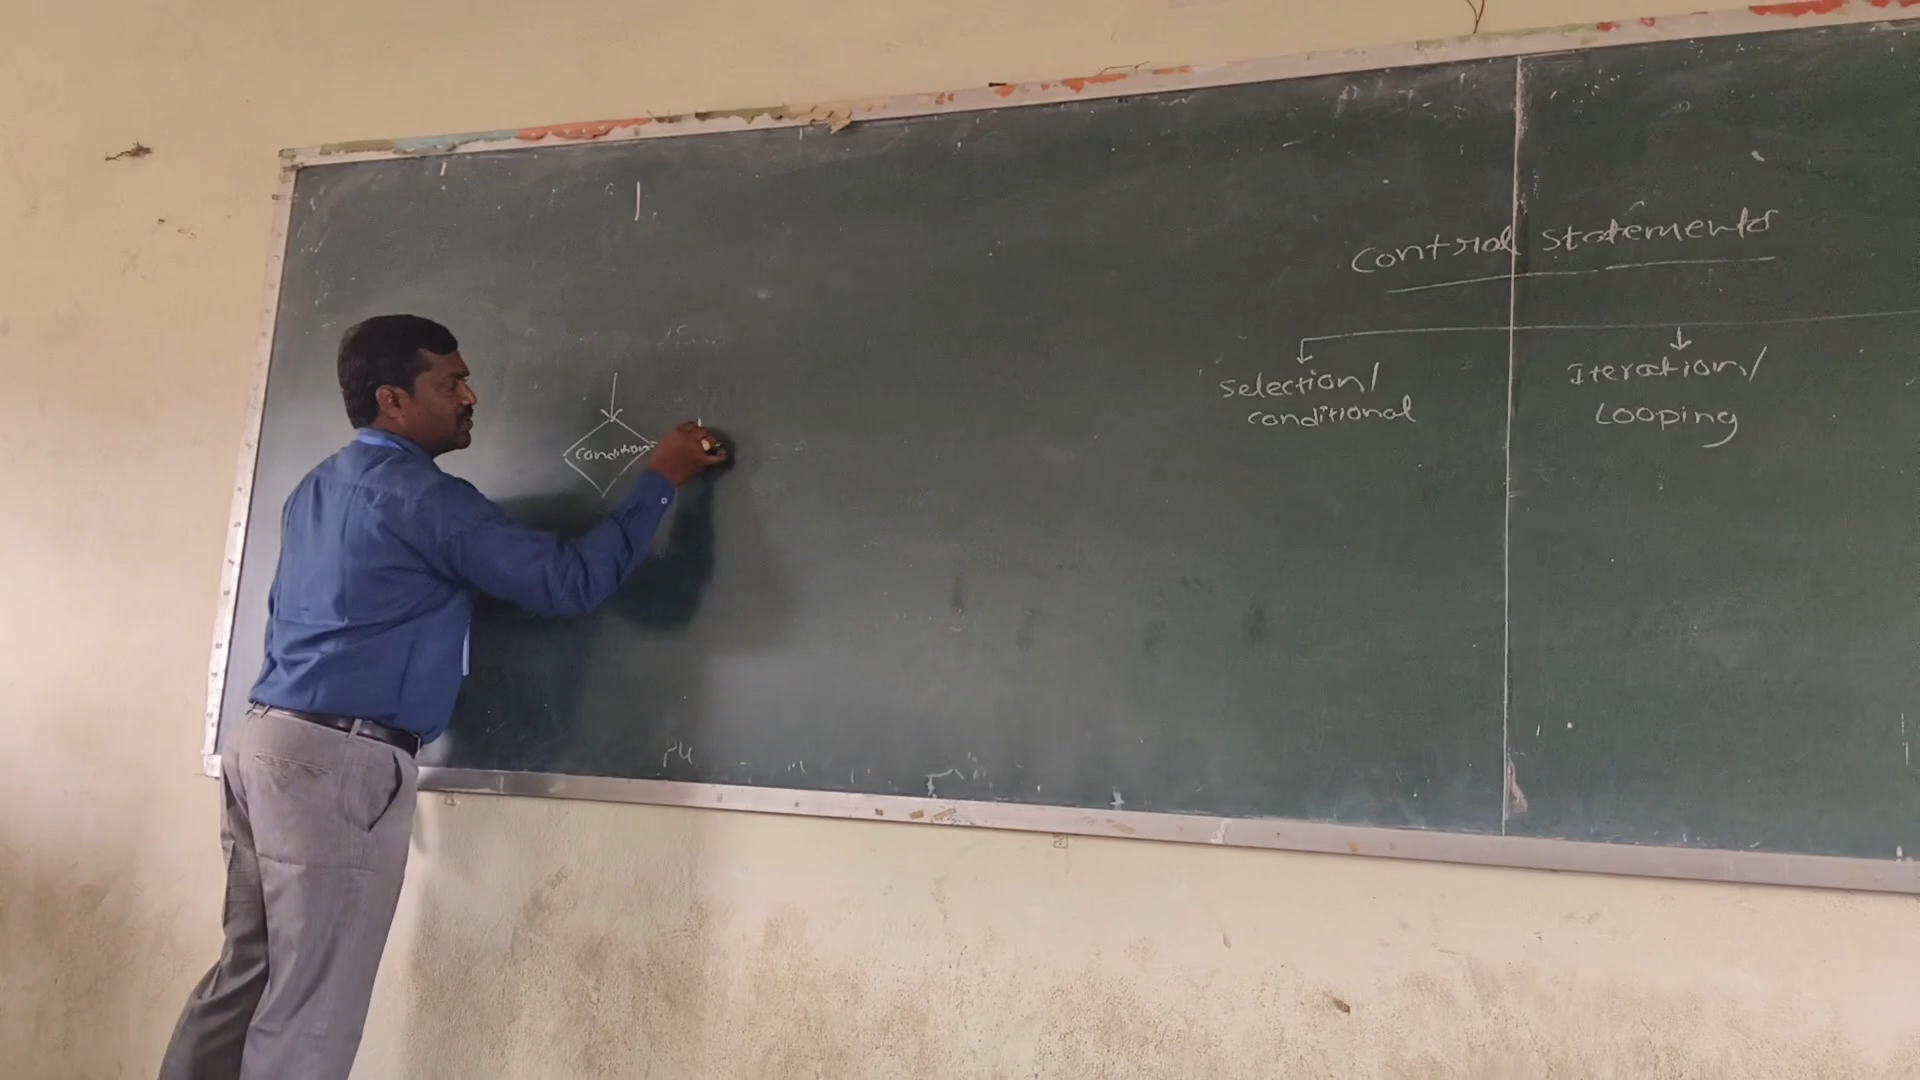 Control Statements
Selection/
conditional
Iteration/
Looping
condition